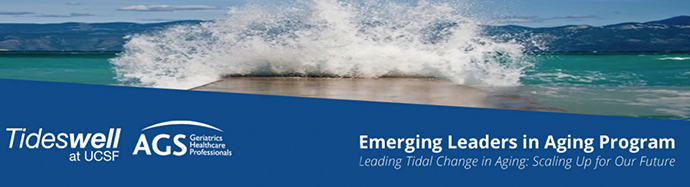 Tideswell
at UCSF
AGS
Geriatrics
Healthcare
Professionals
Emerging Leaders in Aging Program
Leading Tidal Change in Aging: Scaling Up for Our Future